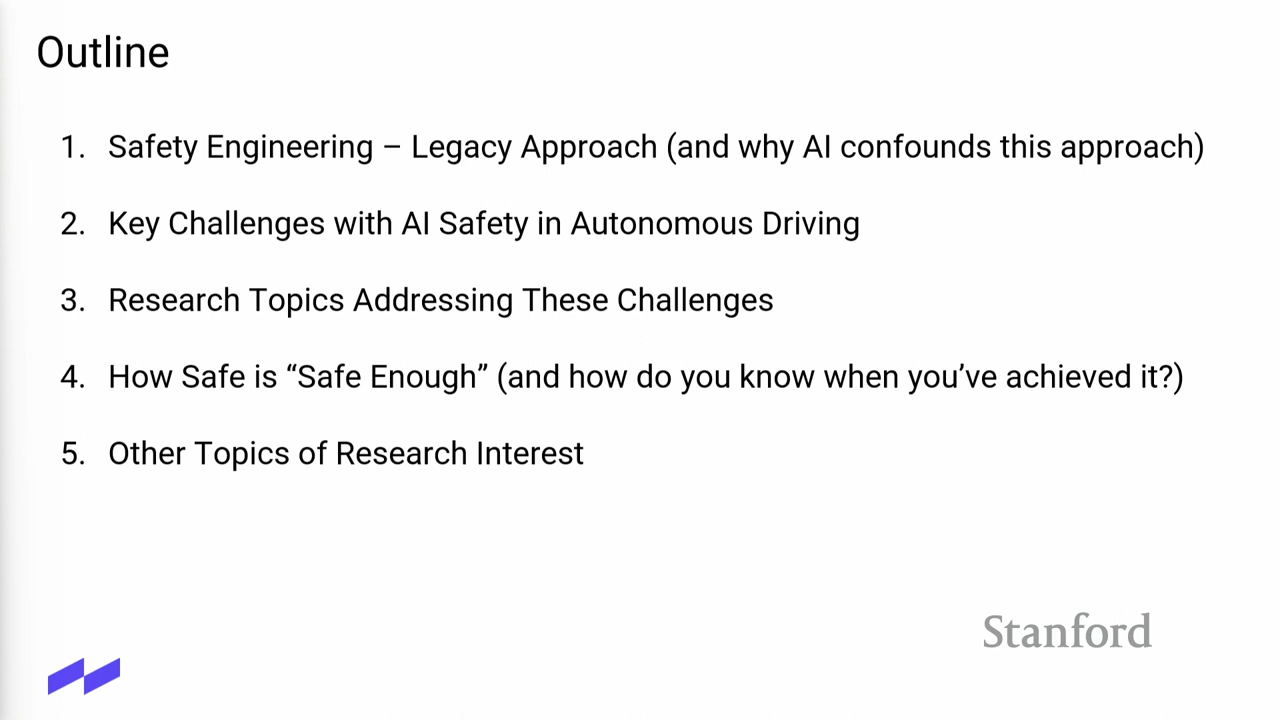 Outline
1. Safety Engineering – Legacy Approach (and why AI confounds this approach)
2. Key Challenges with AI Safety in Autonomous Driving
3. Research Topics Addressing These Challenges
4. How Safe is “Safe Enough” (and how do you know when you’ve achieved it?)
5. Other Topics of Research Interest
Stanford